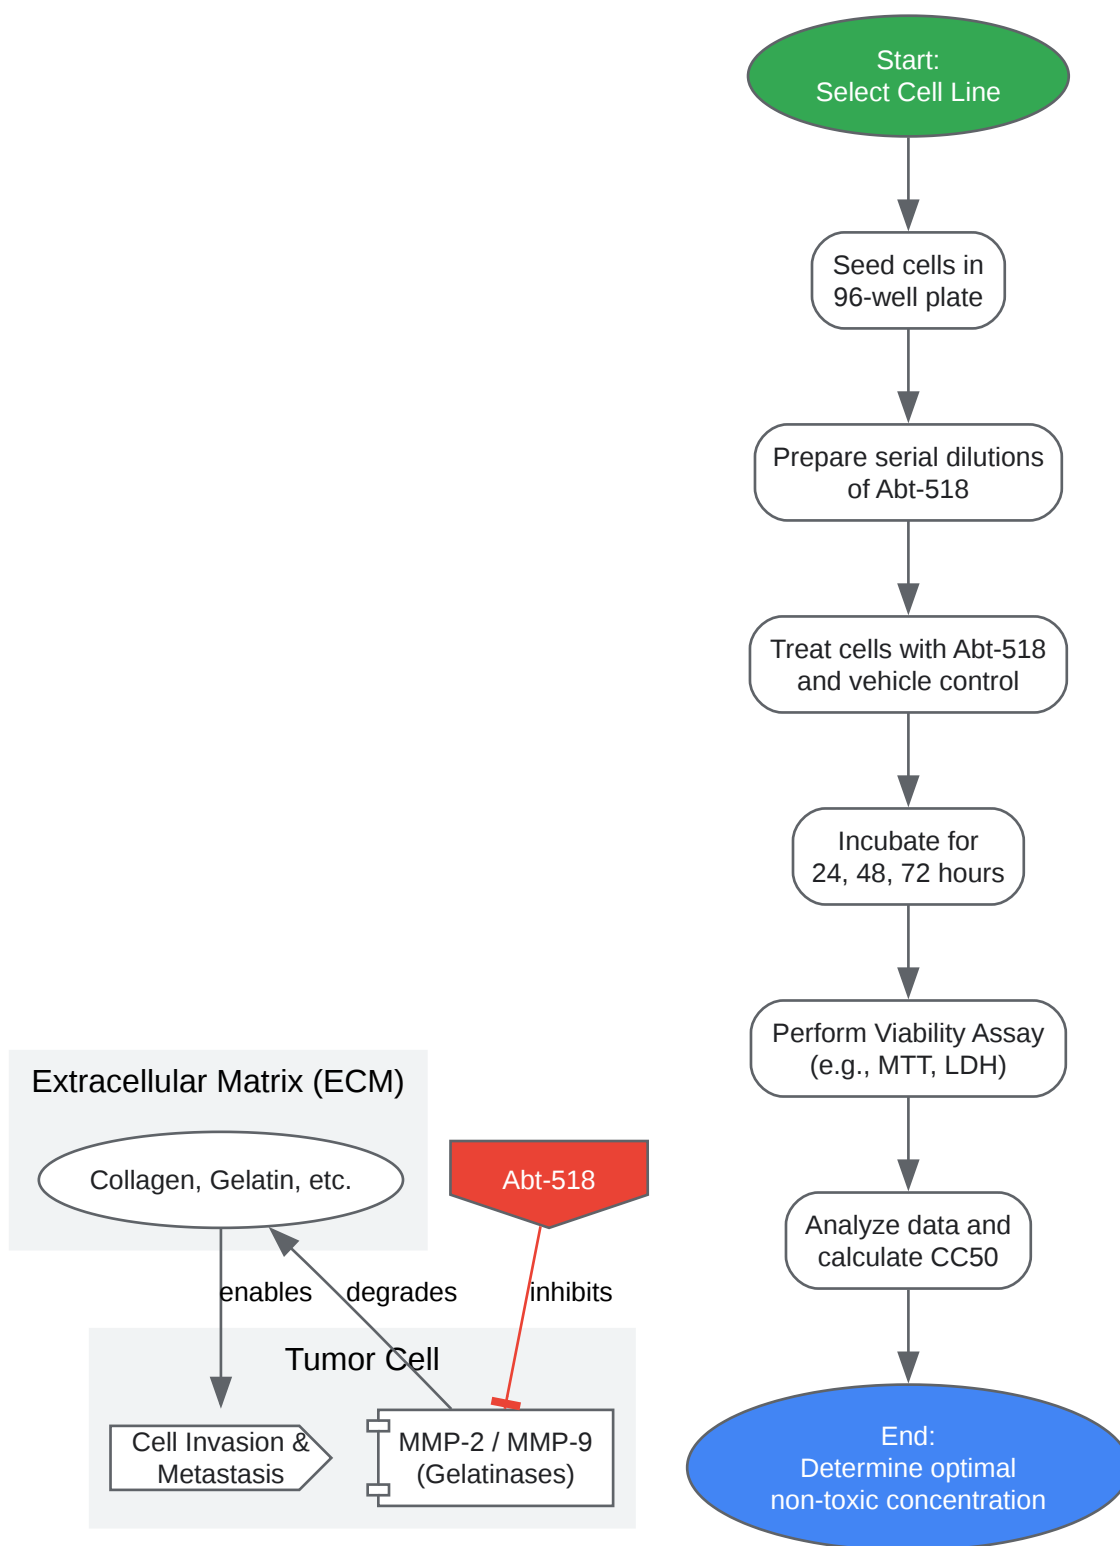 Start:
Select Cell Line
Seed cells in
96-well plate
Prepare serial dilutions
of Abt-518
Treat cells with Abt-518
and vehicle control
Incubate for
24, 48, 72 hours
Perform Viability Assay
(e.g., MTT, LDH)
Analyze data and
calculate CC50
End:
Determine optimal
non-toxic concentration
Extracellular Matrix (ECM)
Collagen, Gelatin, etc.
Abt-518
enables
degrades
inhibits
Tumor Cell
Cell Invasion &
Metastasis
MMP-2 / MMP-9
(Gelatinases)